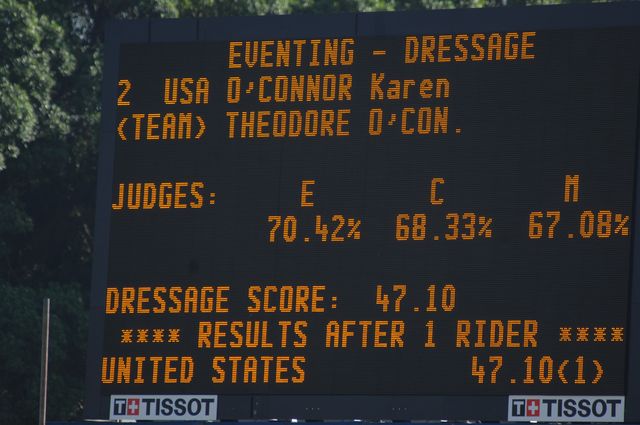 EVENTING - DRESSAGE
2 USA O'CONNOR Karen
<TEAM> THEODORE O'CON.
JUDGES: E C M
70.42% 68.33% 67.08%
DRESSAGE SCORE: 47.10
**** RESULTS AFTER 1 RIDER ****
UNITED STATES 47.10(1)
T+ TISSOT T+ TISSOT